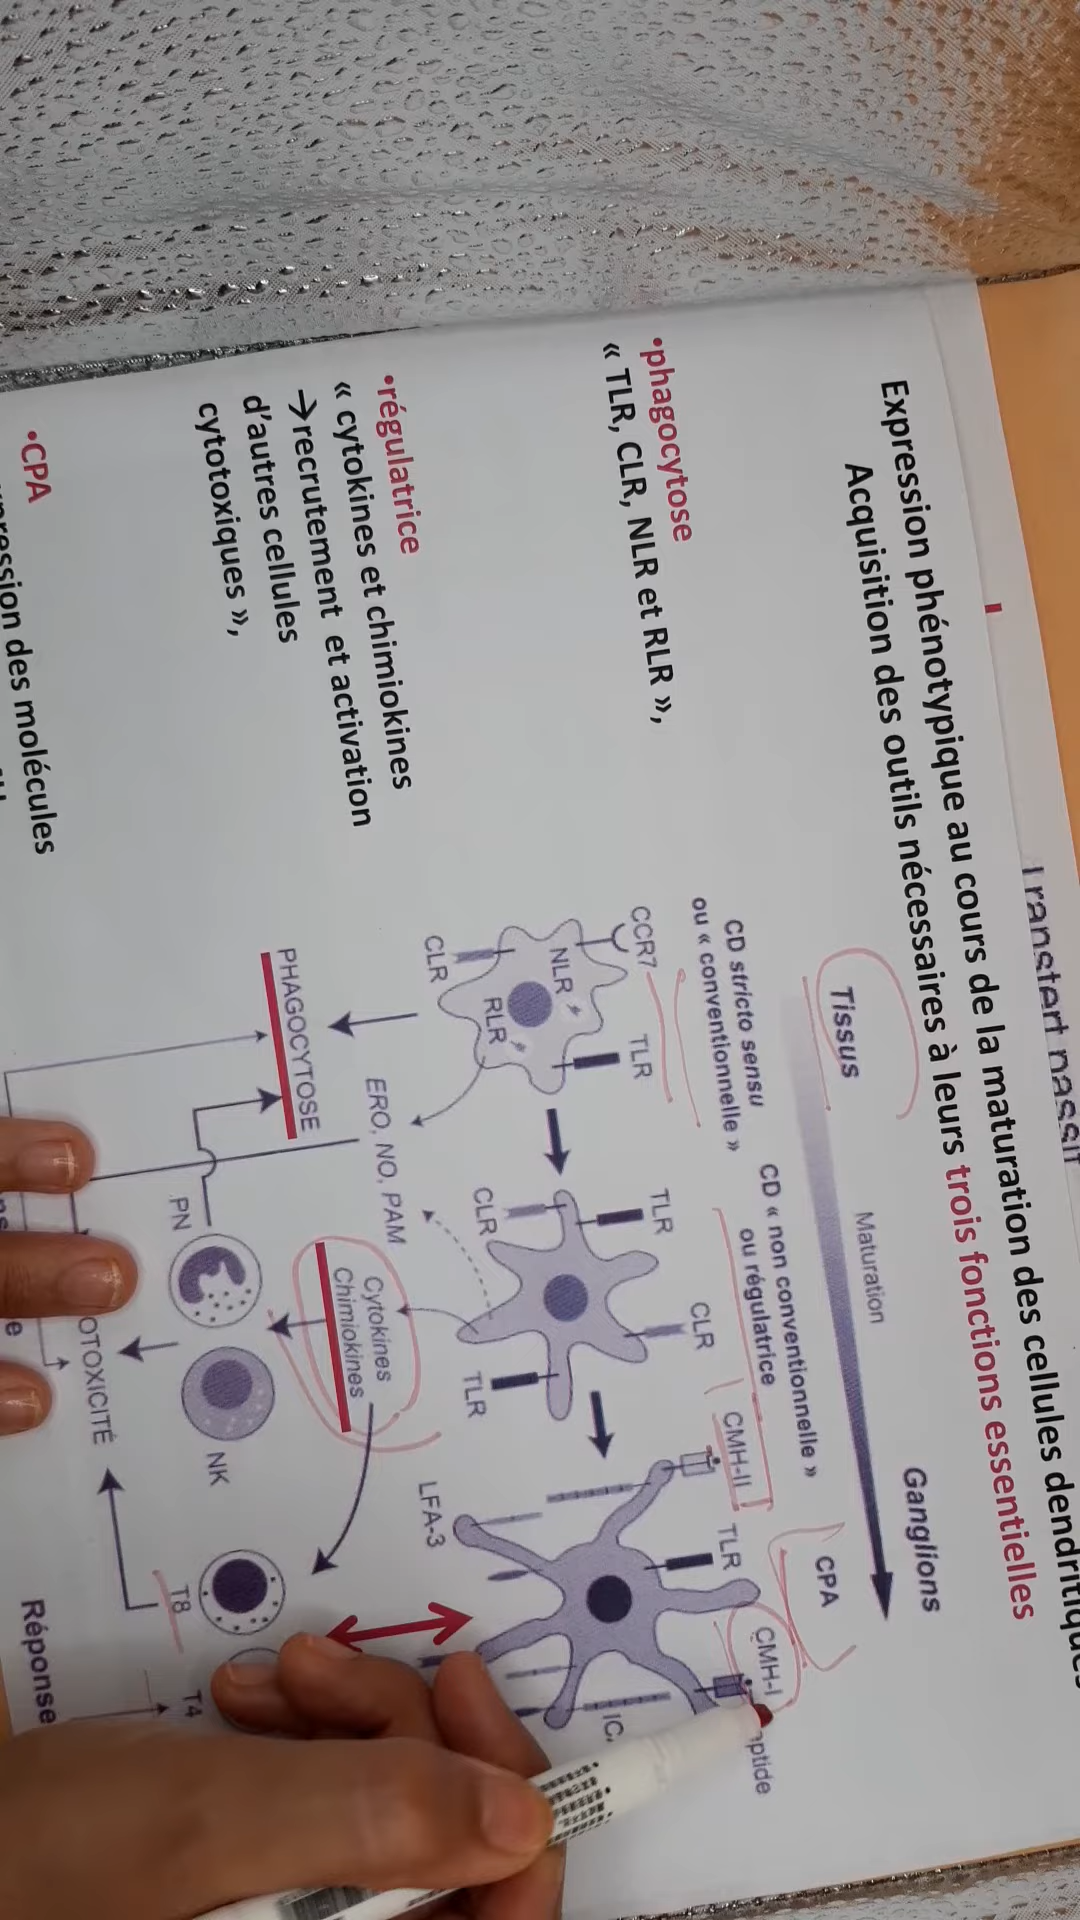 Transfert passif
Expression phénotypique au cours de la maturation des cellules dendritiques
Acquisition des outils nécessaires à leurs trois fonctions essentielles
•phagocytose
« TLR, CLR, NLR et RLR »,
•régulatrice
« cytokines et chimiokines
→recrutement et activation
d'autres cellules
cytotoxiques »,
•CPA
des molécules
Tissus
Maturation
Ganglions
CD stricto sensu
ou « conventionnelle »
CD « non conventionnelle »
ou régulatrice
CPA
CCR7
TLR
NLR
RLR
CLR
TLR
CLR
CLR
TLR
CMH-II
TLR
CMH-I
LFA-3
ERO, NO, PAM
PHAGOCYTOSE
Cytokines
Chimiokines
PN
NK
T8
T4
Réponse